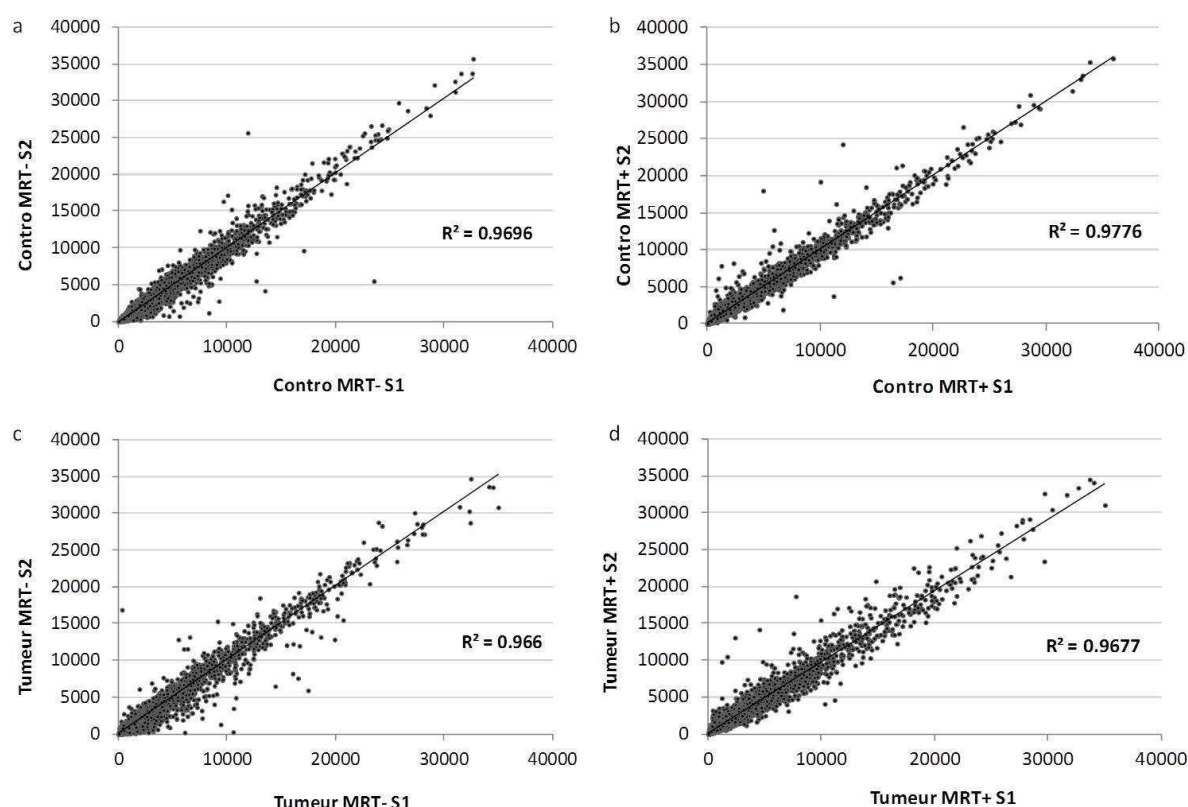 a
40000
35000
30000
25000
20000
15000
10000
5000
0
Contro MRT- S2
R² = 0.9696
0 10000 20000 30000 40000
Contro MRT- S1
b
40000
35000
30000
25000
20000
15000
10000
5000
0
Contro MRT+ S2
R² = 0.9776
0 10000 20000 30000 40000
Contro MRT+ S1
c
40000
35000
30000
25000
20000
15000
10000
5000
0
Tumeur MRT- S2
R² = 0.966
0 10000 20000 30000 40000
Tumeur MRT- S1
d
40000
35000
30000
25000
20000
15000
10000
5000
0
Tumeur MRT+ S2
R² = 0.9677
0 10000 20000 30000 40000
Tumeur MRT+ S1